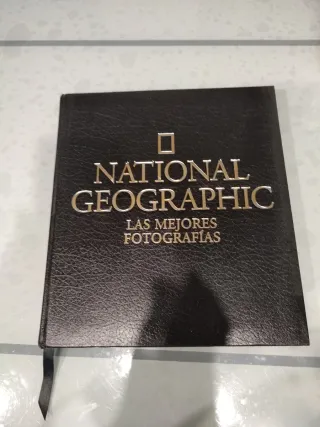 NATIONAL
GEOGRAPHIC
LAS MEJORES
FOTOGRAFÍAS